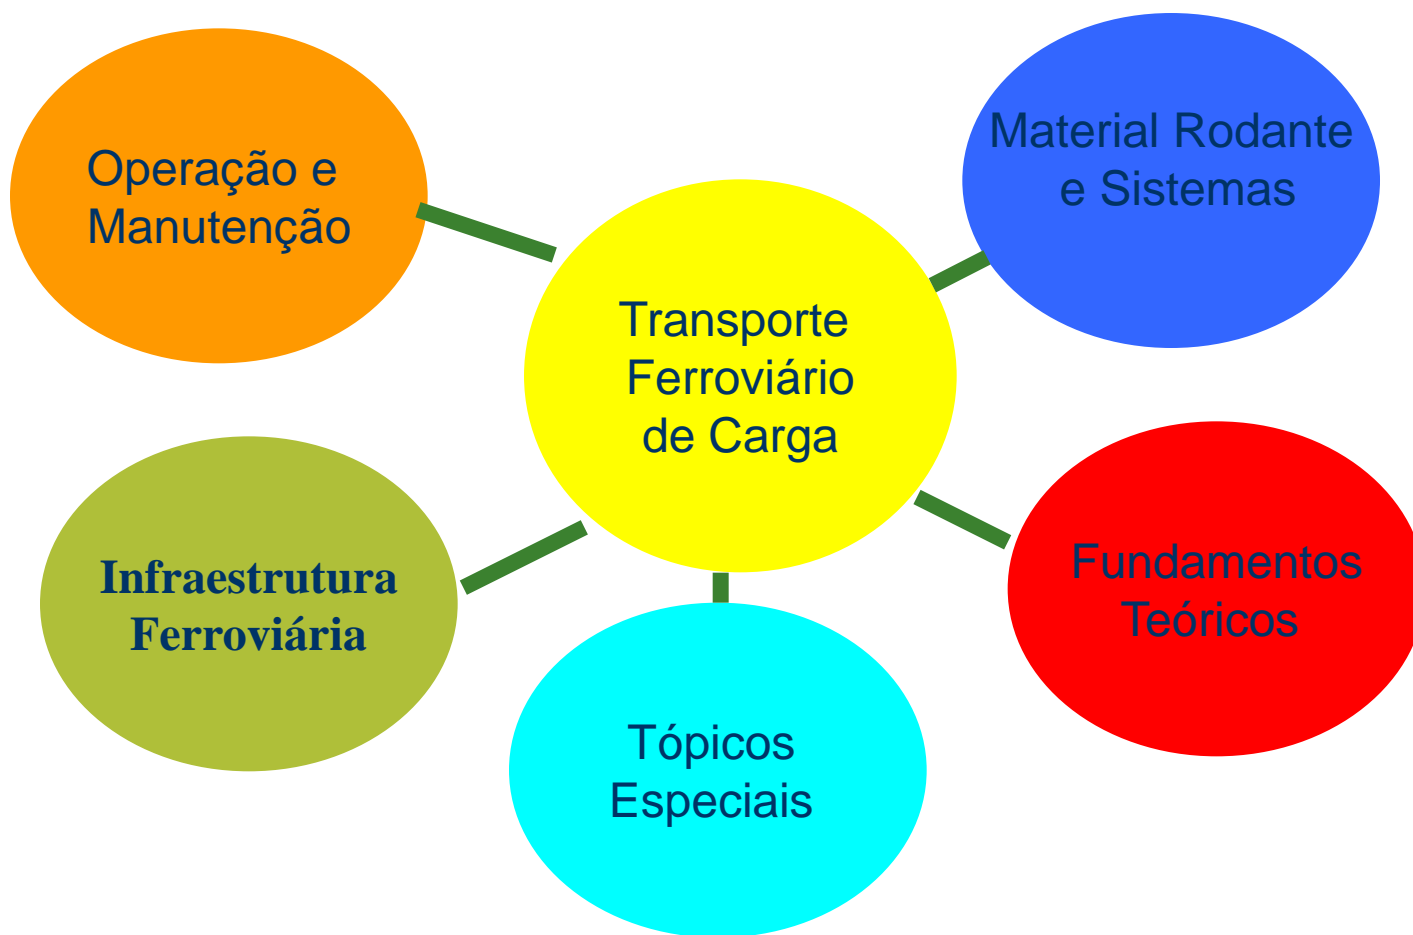 Operação e
Manutenção
Material Rodante
e Sistemas
Transporte
Ferroviário
de Carga
Infraestrutura
Ferroviária
Fundamentos
Teóricos
Tópicos
Especiais